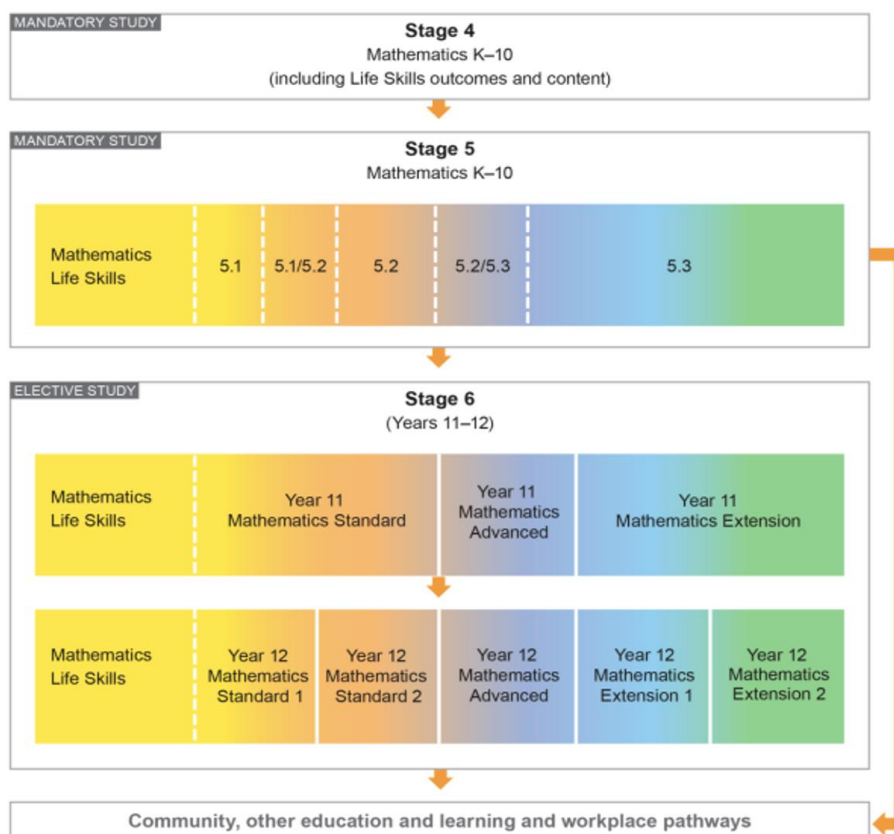 MANDATORY STUDY
Stage 4
Mathematics K–10
(including Life Skills outcomes and content)
MANDATORY STUDY
Stage 5
Mathematics K–10
Mathematics
Life Skills
5.1
5.1/5.2
5.2
5.2/5.3
5.3
ELECTIVE STUDY
Stage 6
(Years 11–12)
Mathematics
Life Skills
Year 11
Mathematics Standard
Year 11
Mathematics
Advanced
Year 11
Mathematics Extension
Mathematics
Life Skills
Year 12
Mathematics
Standard 1
Year 12
Mathematics
Standard 2
Year 12
Mathematics
Advanced
Year 12
Mathematics
Extension 1
Year 12
Mathematics
Extension 2
Community, other education and learning and workplace pathways